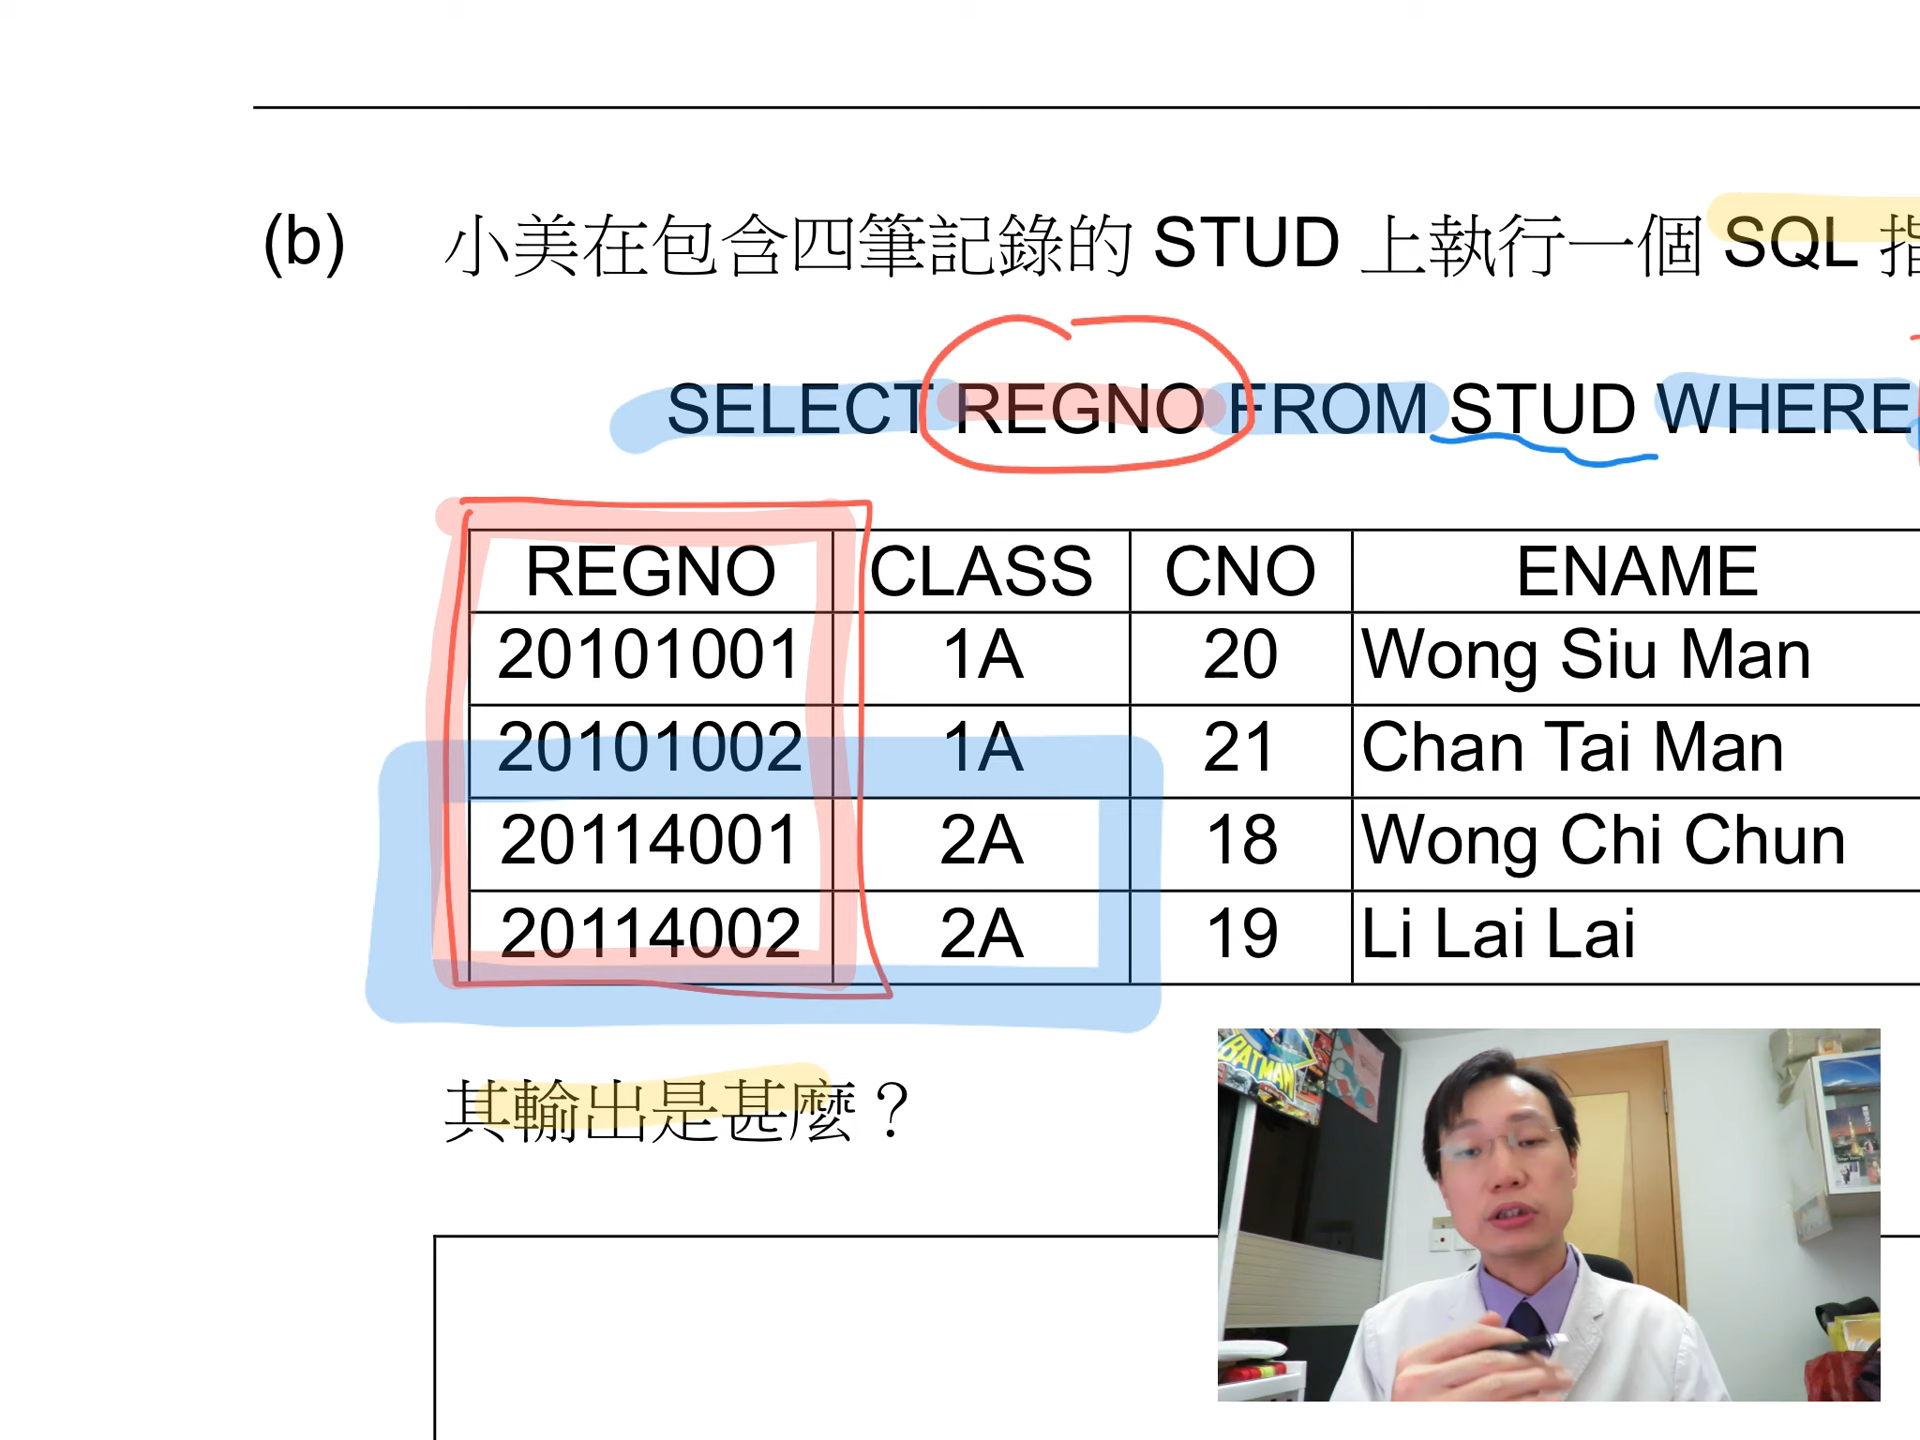 (b) 小美在包含四筆記錄的 STUD 上執行一個 SQL 指
SELECT REGNO FROM STUD WHERE
REGNO CLASS CNO ENAME
20101001 1A 20 Wong Siu Man
20101002 1A 21 Chan Tai Man
20114001 2A 18 Wong Chi Chun
20114002 2A 19 Li Lai Lai
其輸出是甚麼？
BATMAN